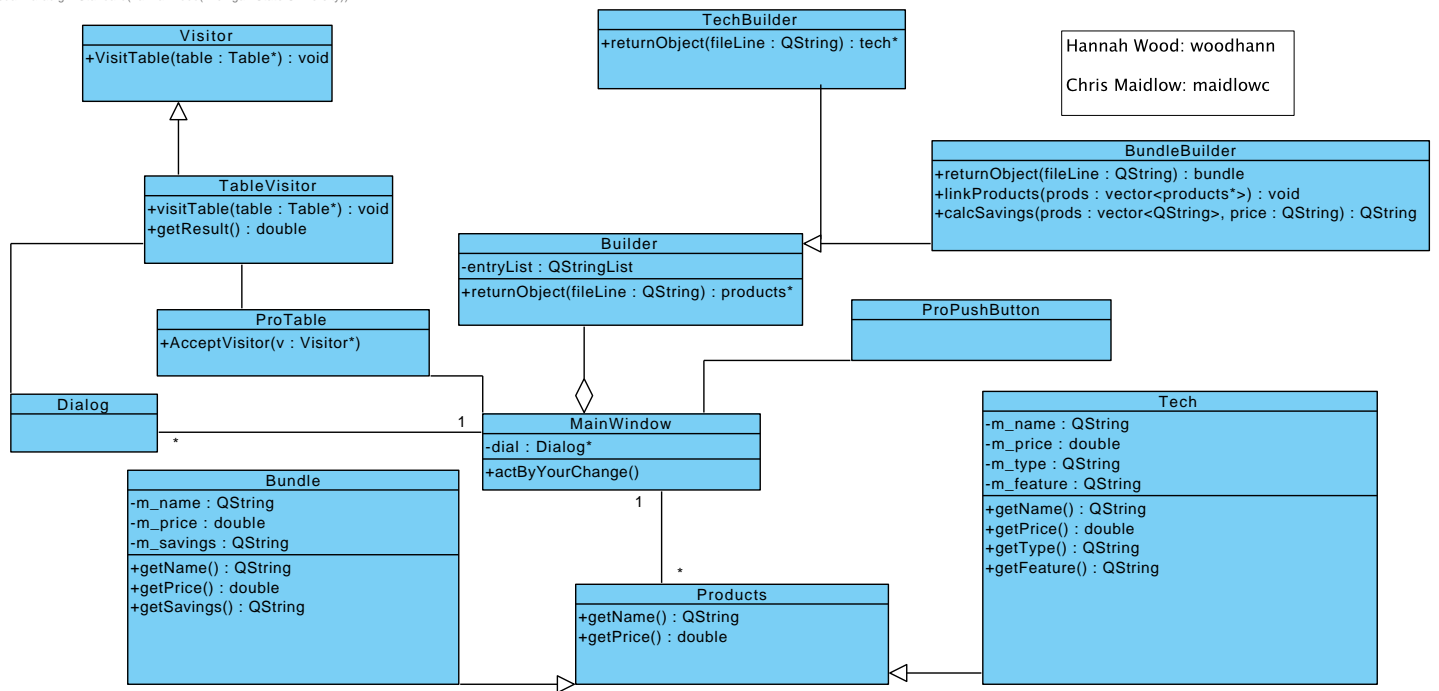 Visitor
+VisitTable(table : Table*) : void
TechBuilder
+returnObject(fileLine : QString) : tech*
Hannah Wood: woodhann
Chris Maidlow: maidlowc
BundleBuilder
+returnObject(fileLine : QString) : bundle
+linkProducts(prods : vector<products*>) : void
+calcSavings(prods : vector<QString>, price : QString) : QString
TableVisitor
+visitTable(table : Table*) : void
+getResult() : double
Builder
-entryList : QStringList
+returnObject(fileLine : QString) : products*
ProTable
+AcceptVisitor(v : Visitor*)
ProPushButton
Dialog
*
1
MainWindow
-dial : Dialog*
+actByYourChange()
1
*
Tech
-m_name : QString
-m_price : double
-m_type : QString
-m_feature : QString
+getName() : QString
+getPrice() : double
+getType() : QString
+getFeature() : QString
Bundle
-m_name : QString
-m_price : double
-m_savings : QString
+getName() : QString
+getPrice() : double
+getSavings() : QString
Products
+getName() : QString
+getPrice() : double